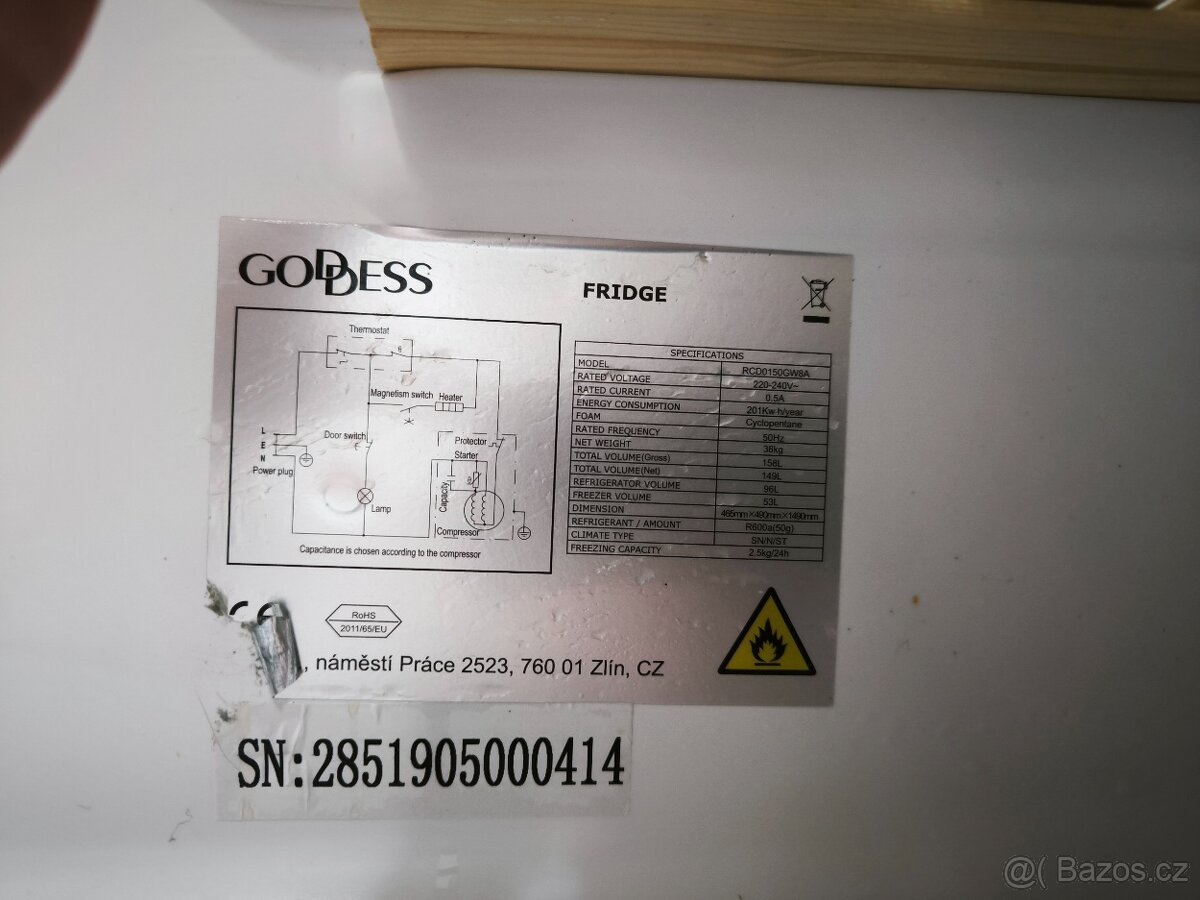 GODDESS
FRIDGE
Thermostat
Magnetism switch
Heater
Door switch
Protector
Starter
L
E
N
Power plug
Capacity
Lamp
Compressor
Capacitance is chosen according to the compressor
SPECIFICATIONS
MODEL RCD0150GW8A
RATED VOLTAGE 220-240V~
RATED CURRENT 0.5A
ENERGY CONSUMPTION 201Kw·h/year
FOAM Cyclopentane
RATED FREQUENCY 50Hz
NET WEIGHT 38kg
TOTAL VOLUME(Gross) 158L
TOTAL VOLUME(Net) 149L
REFRIGERATOR VOLUME 96L
FREEZER VOLUME 53L
DIMENSION 465mm×490mm×1490mm
REFRIGERANT / AMOUNT R600a(50g)
CLIMATE TYPE SN/N/ST
FREEZING CAPACITY 2.5kg/24h
CE
RoHS
2011/65/EU
, náměstí Práce 2523, 760 01 Zlín, CZ
SN:2851905000414
@( Bazos.cz